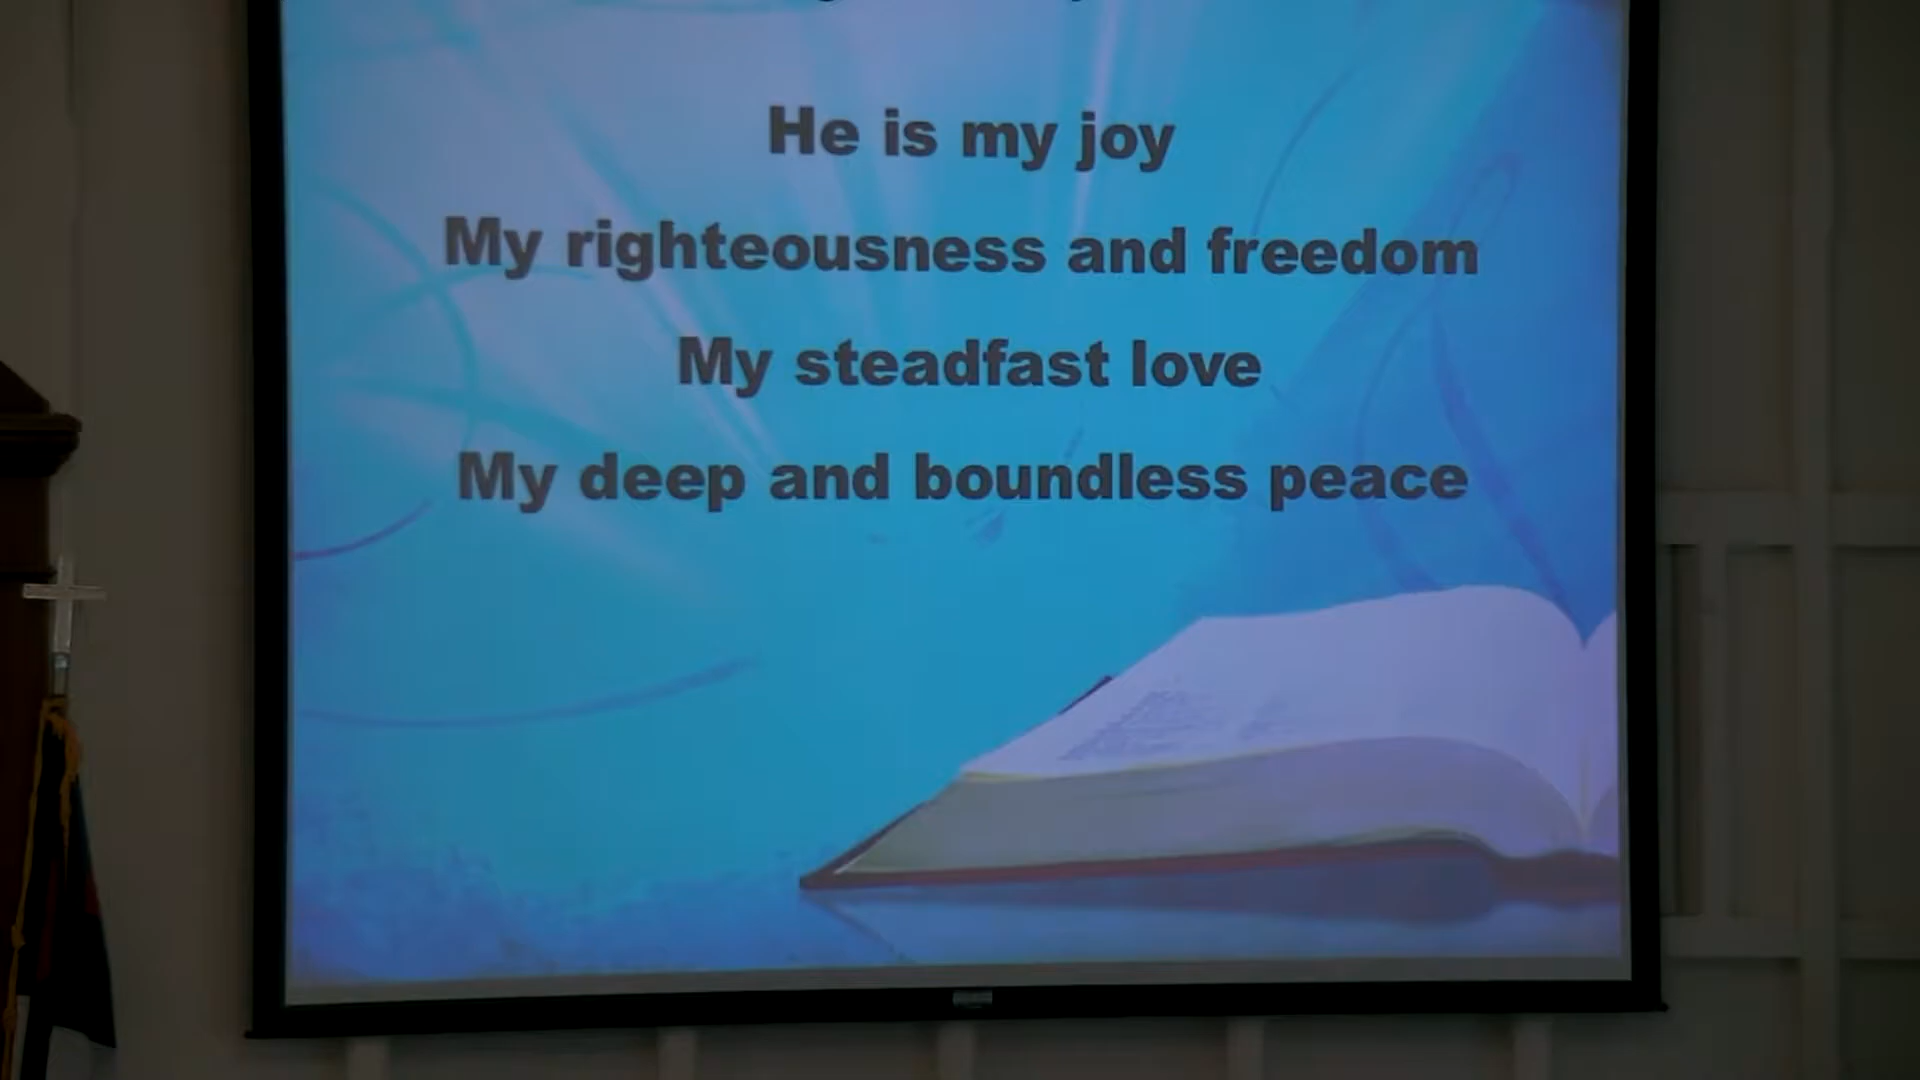 He is my joy
My righteousness and freedom
My steadfast love
My deep and boundless peace